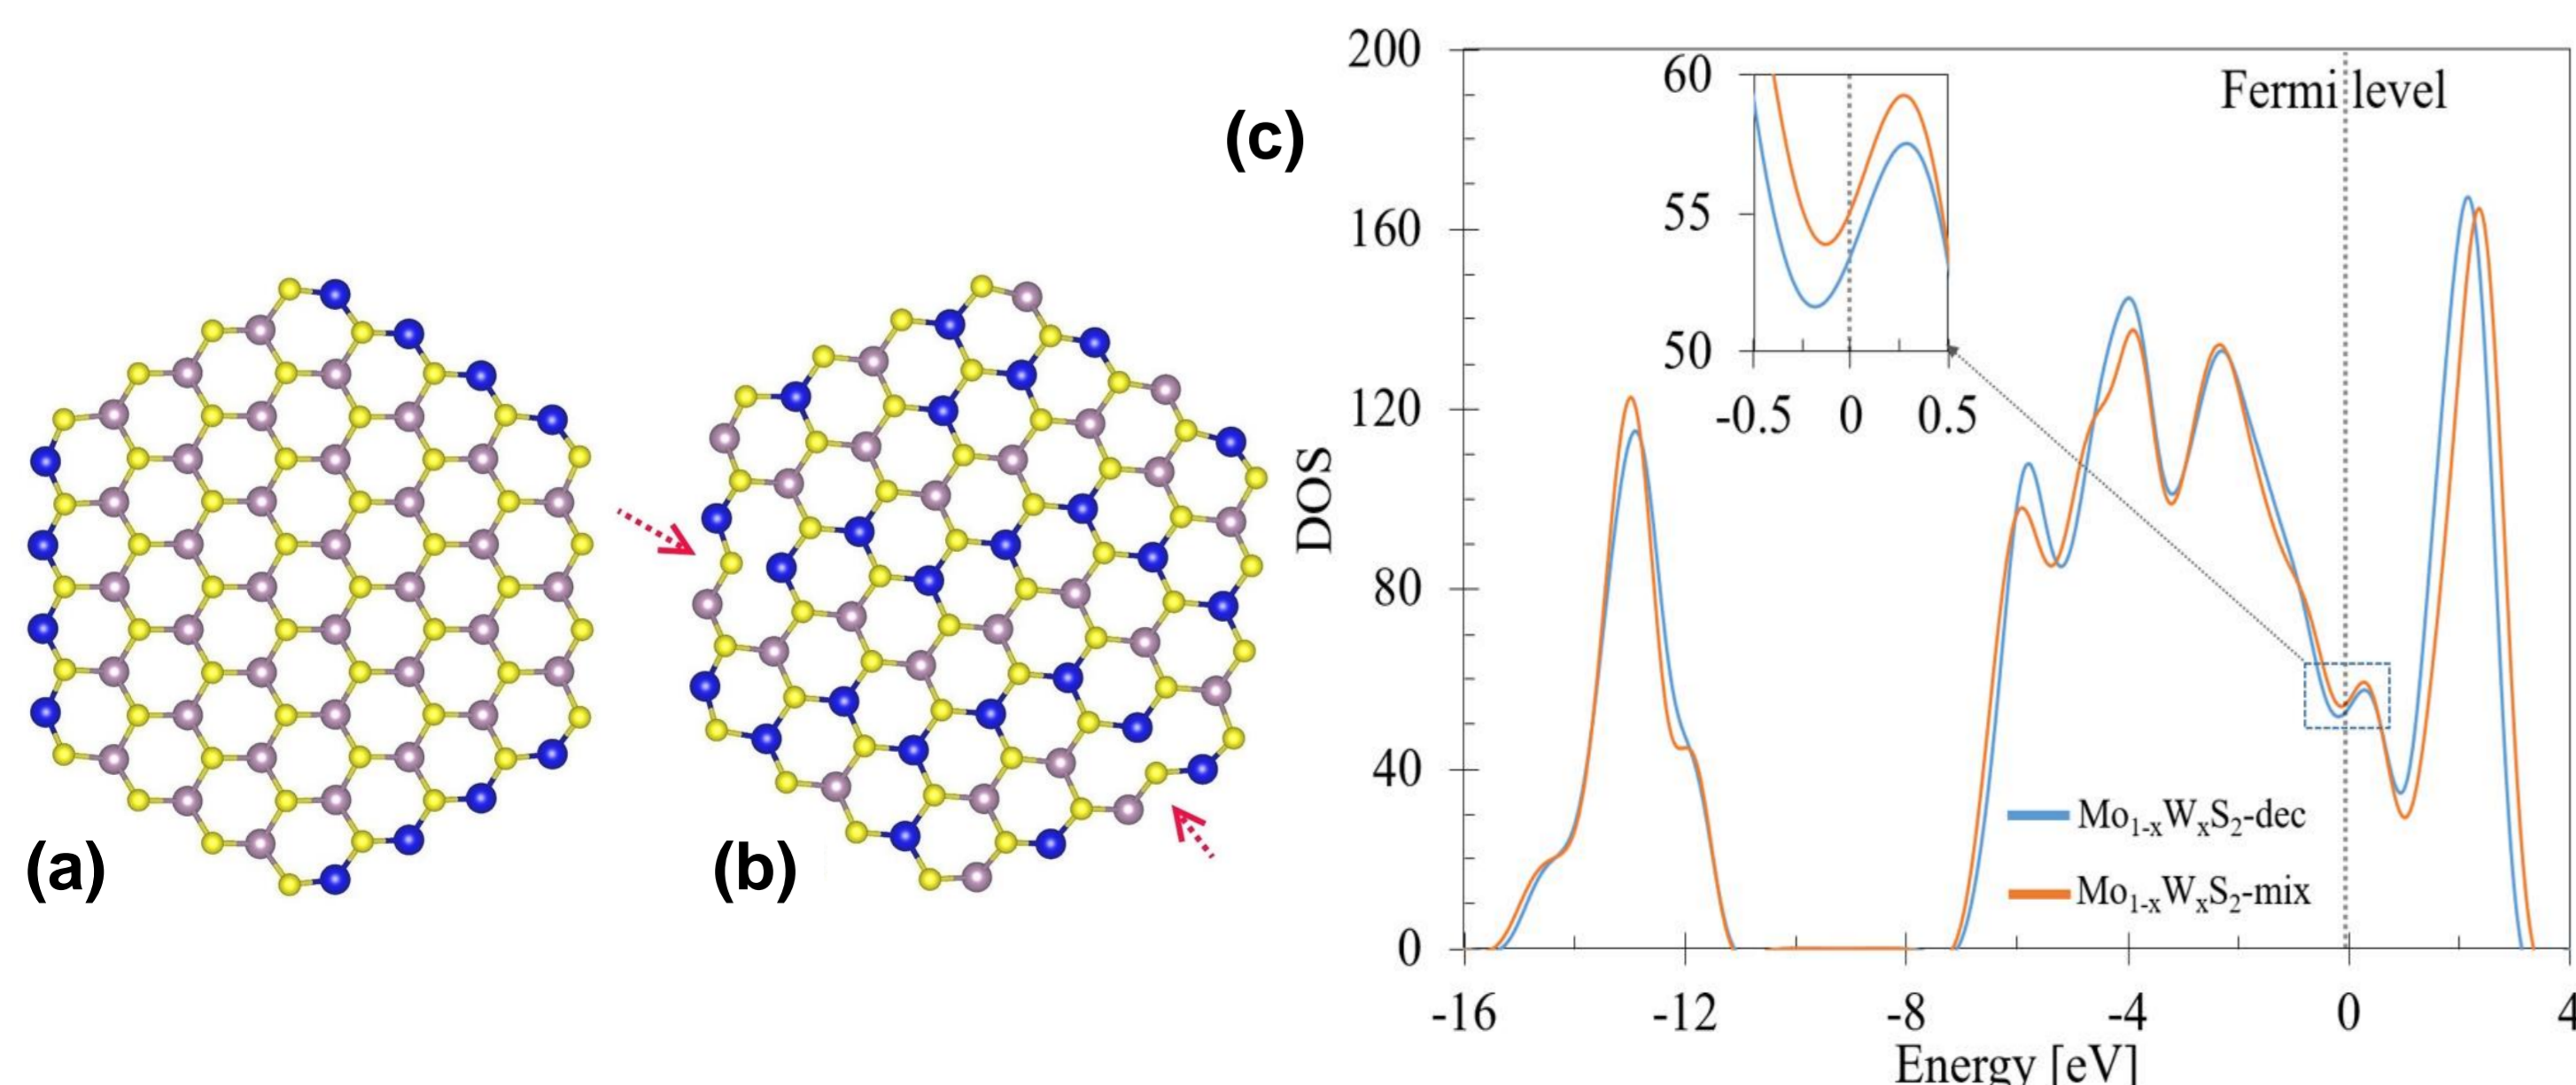 (a)
(b)
(c)
DOS
200
160
120
80
40
0
-16
-12
-8
-4
0
4
Energy [eV]
Fermi level
60
55
50
-0.5
0
0.5
Mo₁₋ₓWₓS₂-dec
Mo₁₋ₓWₓS₂-mix